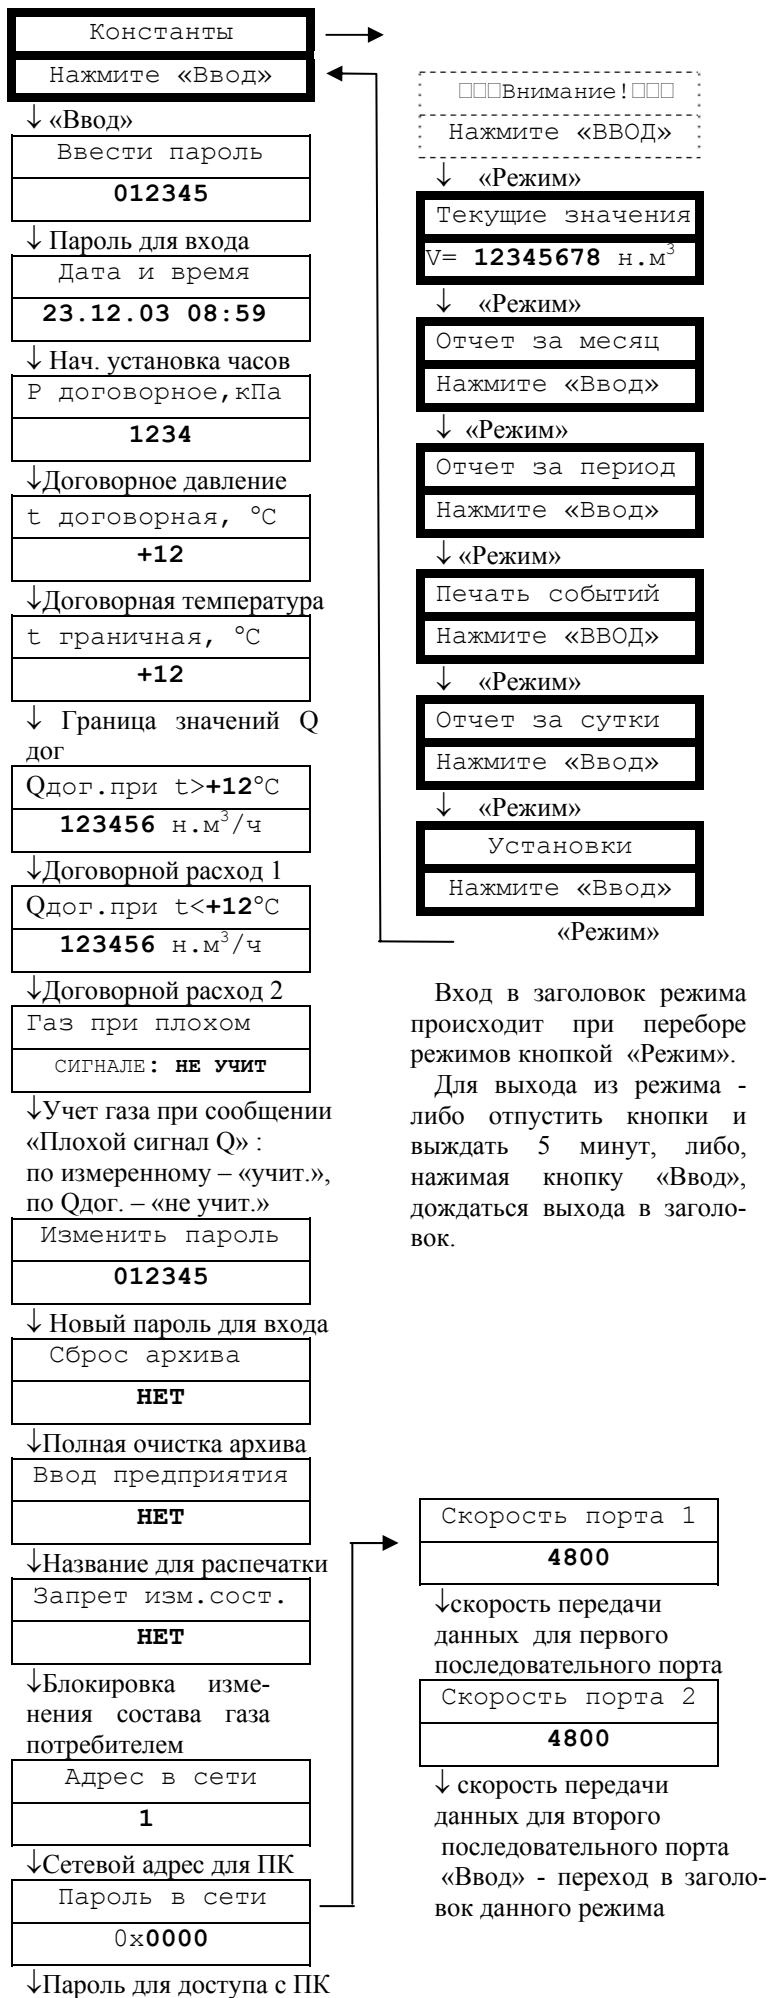 Константы
Нажмите «Ввод»
↓ «Ввод»
Ввести пароль
012345
↓ Пароль для входа
Дата и время
23.12.03 08:59
↓ Нач. установка часов
Р договорное,кПа
1234
↓Договорное давление
t договорная, °С
+12
↓Договорная температура
t граничная, °С
+12
↓ Граница значений Q
дог
Qдог.при t>+12°С
123456 н.м³/ч
↓Договорной расход 1
Qдог.при t<+12°С
123456 н.м³/ч
↓Договорной расход 2
Газ при плохом
СИГНАЛЕ: НЕ УЧИТ
↓Учет газа при сообщении
«Плохой сигнал Q» :
по измеренному – «учит.»,
по Qдог. – «не учит.»
Изменить пароль
012345
↓ Новый пароль для входа
Сброс архива
НЕТ
↓Полная очистка архива
Ввод предприятия
НЕТ
↓Название для распечатки
Запрет изм.сост.
НЕТ
↓Блокировка изме-
нения состава газа
потребителем
Адрес в сети
1
↓Сетевой адрес для ПК
Пароль в сети
0x0000
↓Пароль для доступа с ПК
□□□Внимание!□□□
Нажмите «ВВОД»
↓ «Режим»
Текущие значения
V= 12345678 н.м³
↓ «Режим»
Отчет за месяц
Нажмите «Ввод»
↓ «Режим»
Отчет за период
Нажмите «Ввод»
↓ «Режим»
Печать событий
Нажмите «ВВОД»
↓ «Режим»
Отчет за сутки
Нажмите «Ввод»
↓ «Режим»
Установки
Нажмите «Ввод»
«Режим»
Вход в заголовок режима
происходит при переборе
режимов кнопкой «Режим».
Для выхода из режима -
либо отпустить кнопки и
выждать 5 минут, либо,
нажимая кнопку «Ввод»,
дождаться выхода в заголо-
вок.
Скорость порта 1
4800
↓скорость передачи
данных для первого
последовательного порта
Скорость порта 2
4800
↓ скорость передачи
данных для второго
последовательного порта
«Ввод» - переход в заголо-
вок данного режима